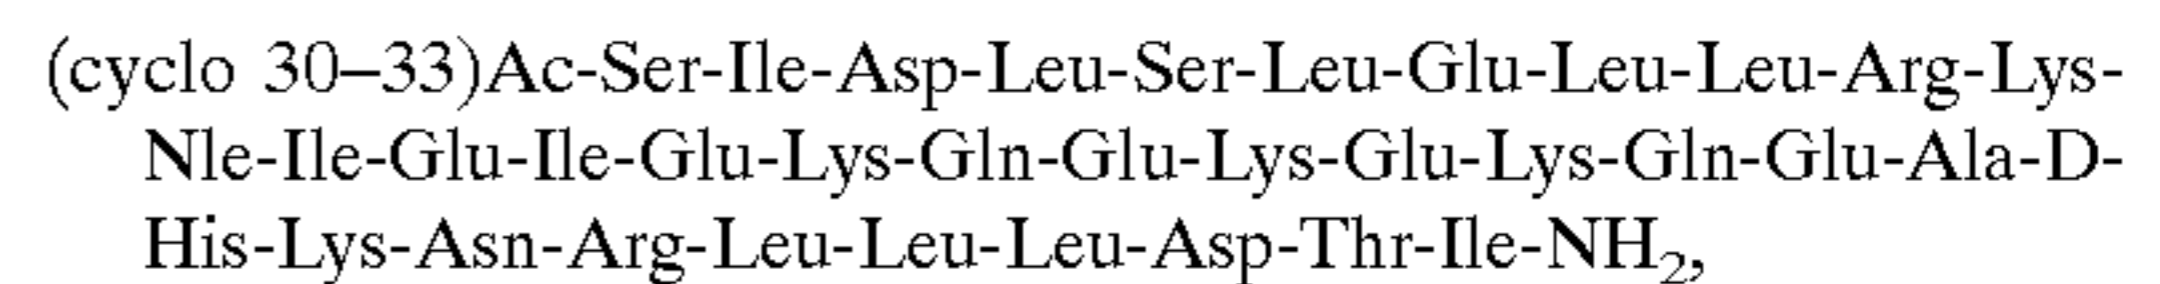 (cyclo 30–33)Ac-Ser-Ile-Asp-Leu-Ser-Leu-Glu-Leu-Leu-Arg-Lys-
Nle-Ile-Glu-Ile-Glu-Lys-Gln-Glu-Lys-Glu-Lys-Gln-Glu-Ala-D-
His-Lys-Asn-Arg-Leu-Leu-Leu-Asp-Thr-Ile-NH₂,